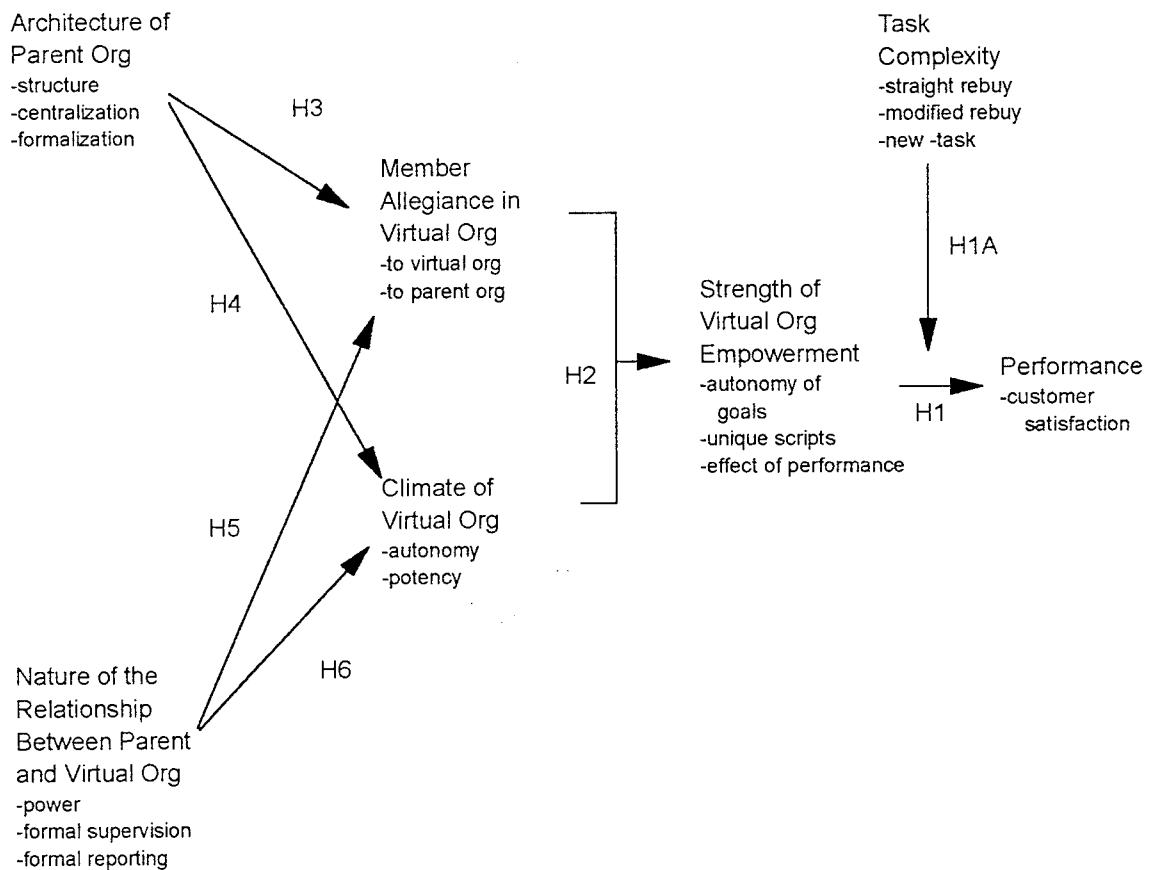 Architecture of
Parent Org
-structure
-centralization
-formalization
H3
Task
Complexity
-straight rebuy
-modified rebuy
-new -task
H1A
Member
Allegiance in
Virtual Org
-to virtual org
-to parent org
H4
H2
Strength of
Virtual Org
Empowerment
-autonomy of
goals
-unique scripts
-effect of performance
H1
Performance
-customer
satisfaction
Climate of
Virtual Org
-autonomy
-potency
H5
H6
Nature of the
Relationship
Between Parent
and Virtual Org
-power
-formal supervision
-formal reporting